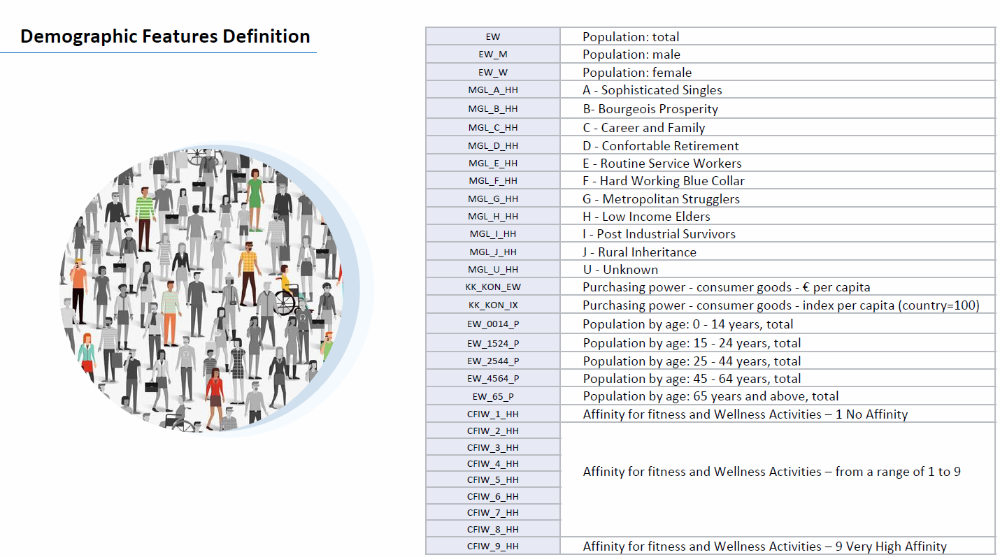 Demographic Features Definition
EW Population: total
EW_M Population: male
EW_W Population: female
MGL_A_HH A - Sophisticated Singles
MGL_B_HH B- Bourgeois Prosperity
MGL_C_HH C - Career and Family
MGL_D_HH D - Confortable Retirement
MGL_E_HH E - Routine Service Workers
MGL_F_HH F - Hard Working Blue Collar
MGL_G_HH G - Metropolitan Strugglers
MGL_H_HH H - Low Income Elders
MGL_I_HH I - Post Industrial Survivors
MGL_J_HH J - Rural Inheritance
MGL_U_HH U - Unknown
KK_KON_EW Purchasing power - consumer goods - € per capita
KK_KON_IX Purchasing power - consumer goods - index per capita (country=100)
EW_0014_P Population by age: 0 - 14 years, total
EW_1524_P Population by age: 15 - 24 years, total
EW_2544_P Population by age: 25 - 44 years, total
EW_4564_P Population by age: 45 - 64 years, total
EW_65_P Population by age: 65 years and above, total
CFIW_1_HH Affinity for fitness and Wellness Activities – 1 No Affinity
CFIW_2_HH
CFIW_3_HH
CFIW_4_HH
CFIW_5_HH
CFIW_6_HH
CFIW_7_HH
CFIW_8_HH
Affinity for fitness and Wellness Activities – from a range of 1 to 9
CFIW_9_HH Affinity for fitness and Wellness Activities – 9 Very High Affinity